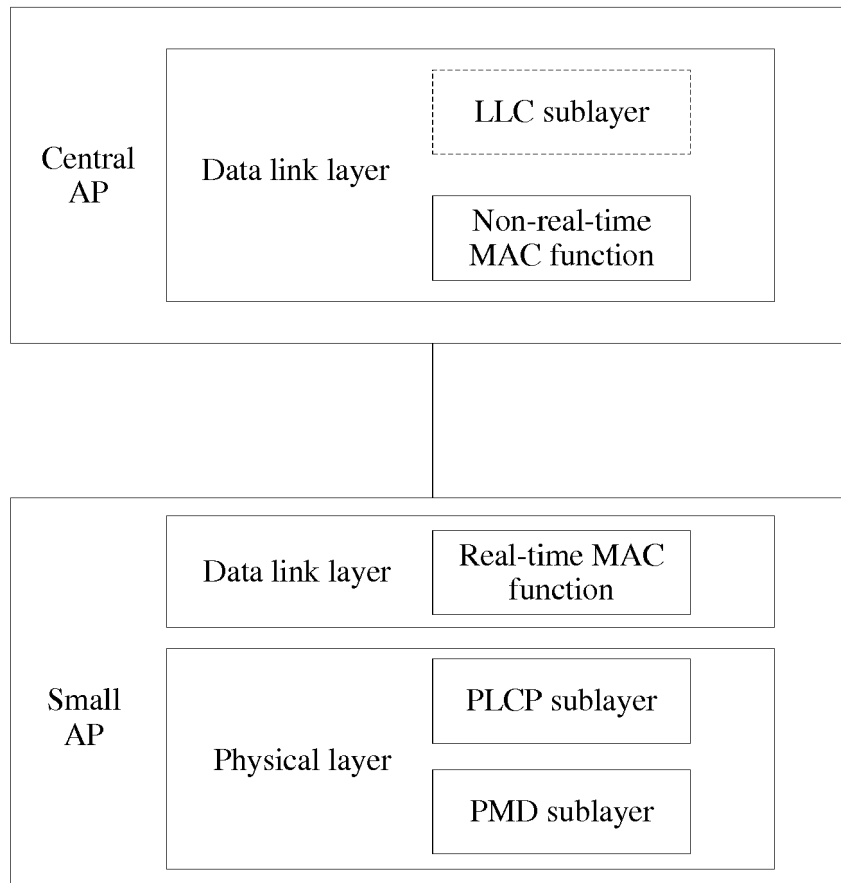 Central
AP
Data link layer
LLC sublayer
Non-real-time
MAC function
Small
AP
Data link layer
Real-time MAC
function
Physical layer
PLCP sublayer
PMD sublayer